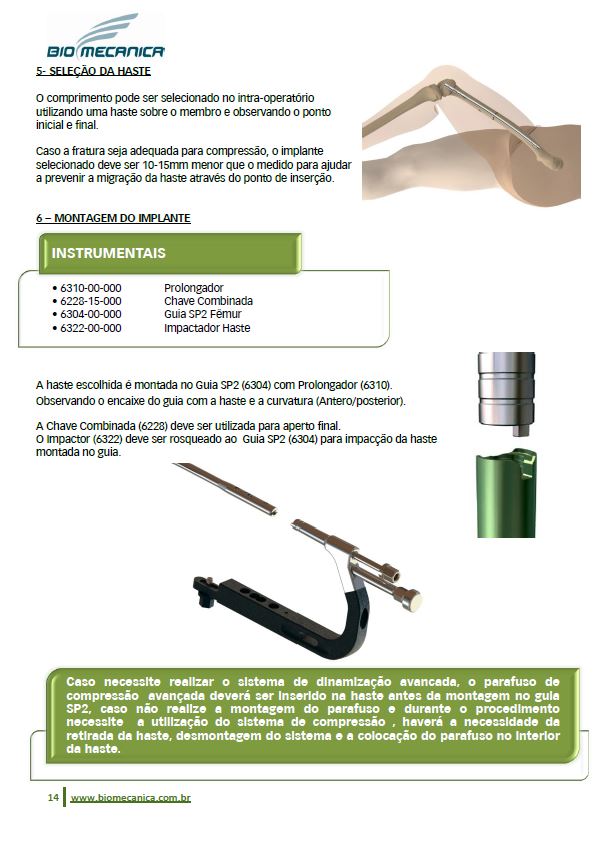 BIOMECANICA
5- SELEÇÃO DA HASTE
O comprimento pode ser selecionado no intra-operatório
utilizando uma haste sobre o membro e observando o ponto
inicial e final.
Caso a fratura seja adequada para compressão, o implante
selecionado deve ser 10-15mm menor que o medido para ajudar
a prevenir a migração da haste através do ponto de inserção.
6 – MONTAGEM DO IMPLANTE
INSTRUMENTAIS
• 6310-00-000 Prolongador
• 6228-15-000 Chave Combinada
• 6304-00-000 Guia SP2 Fêmur
• 6322-00-000 Impactador Haste
A haste escolhida é montada no Guia SP2 (6304) com Prolongador (6310).
Observando o encaixe do guia com a haste e a curvatura (Antero/posterior).
A Chave Combinada (6228) deve ser utilizada para aperto final.
O Impactor (6322) deve ser rosqueado ao Guia SP2 (6304) para impacção da haste
montada no guia.
Caso necessite realizar o sistema de dinamização avancada, o parafuso de
compressão avançada deverá ser inserido na haste antes da montagem no guia
SP2, caso não realize a montagem do parafuso e durante o procedimento
necessite a utilização do sistema de compressão , haverá a necessidade da
retirada da haste, desmontagem do sistema e a colocação do parafuso no interior
da haste.
14 www.biomecanica.com.br